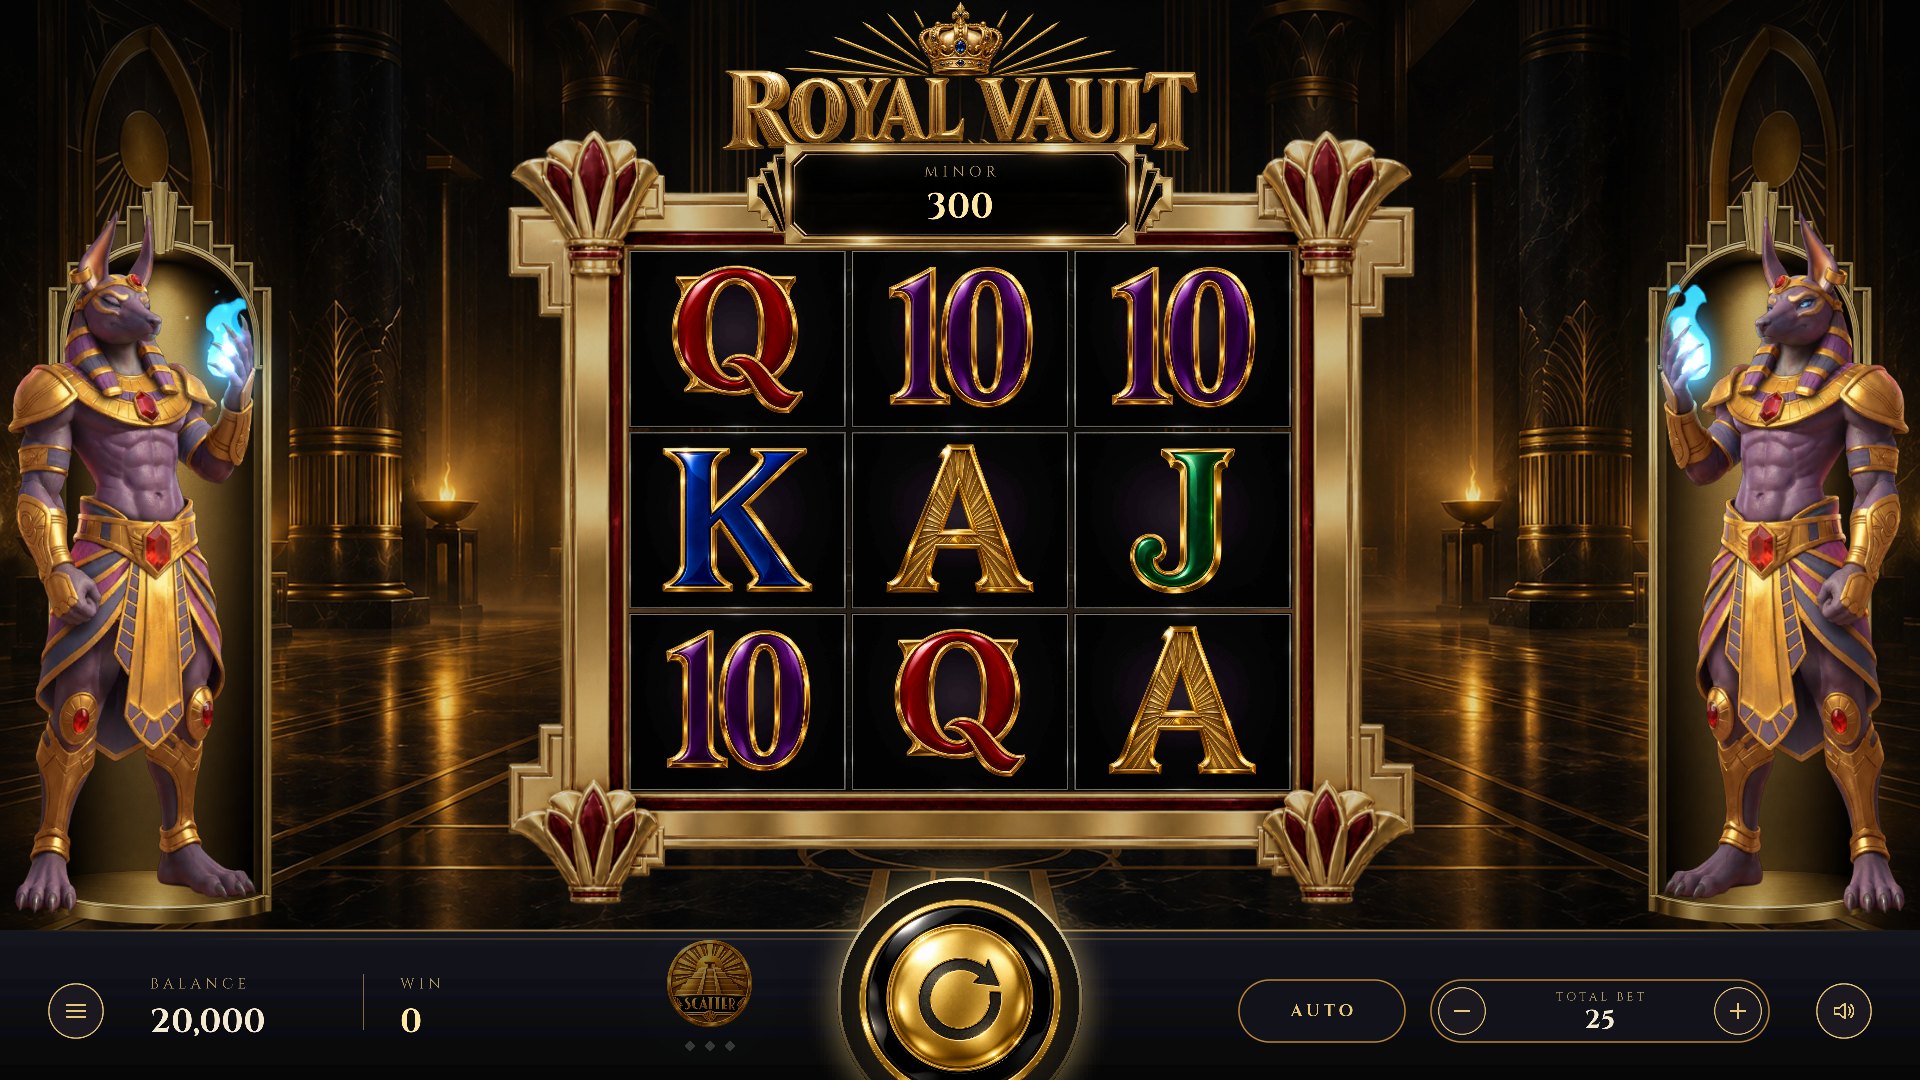 ROYAL VAULT
MINOR
300
Q 10 10
K A J
10 Q A
SCATTER
BALANCE
20,000
WIN
0
AUTO
TOTAL BET
25